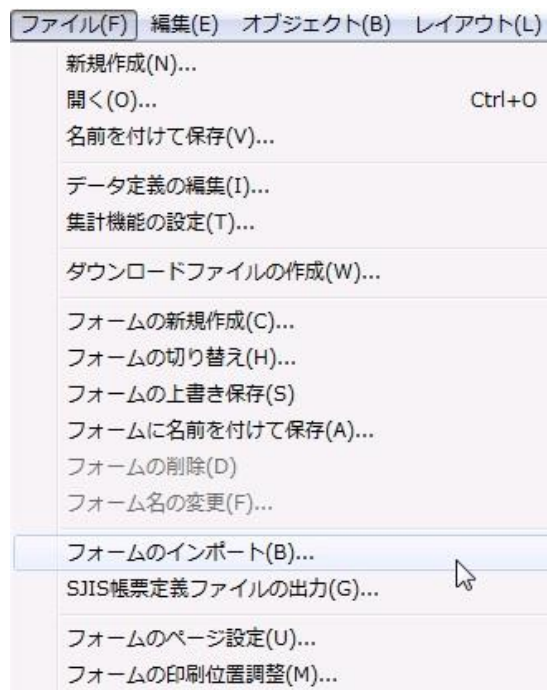 ファイル(F) 編集(E) オブジェクト(B) レイアウト(L)
新規作成(N)...
開く(O)... Ctrl+O
名前を付けて保存(V)...
データ定義の編集(I)...
集計機能の設定(T)...
ダウンロードファイルの作成(W)...
フォームの新規作成(C)...
フォームの切り替え(H)...
フォームの上書き保存(S)
フォームに名前を付けて保存(A)...
フォームの削除(D)
フォーム名の変更(F)...
フォームのインポート(B)...
SJIS帳票定義ファイルの出力(G)...
フォームのページ設定(U)...
フォームの印刷位置調整(M)...